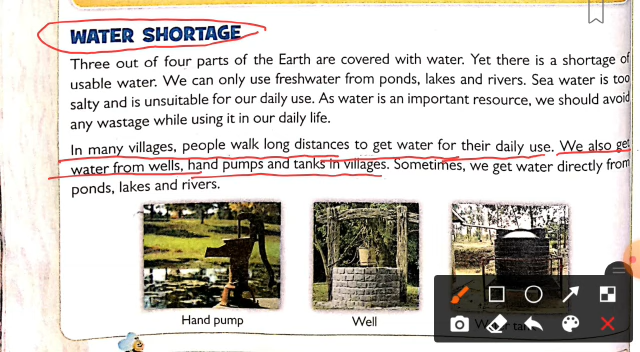 WATER SHORTAGE
Three out of four parts of the Earth are covered with water. Yet there is a shortage of
usable water. We can only use freshwater from ponds, lakes and rivers. Sea water is too
salty and is unsuitable for our daily use. As water is an important resource, we should avoid
any wastage while using it in our daily life.
In many villages, people walk long distances to get water for their daily use. We also get
water from wells, hand pumps and tanks in villages. Sometimes, we get water directly from
ponds, lakes and rivers.
Hand pump
Well